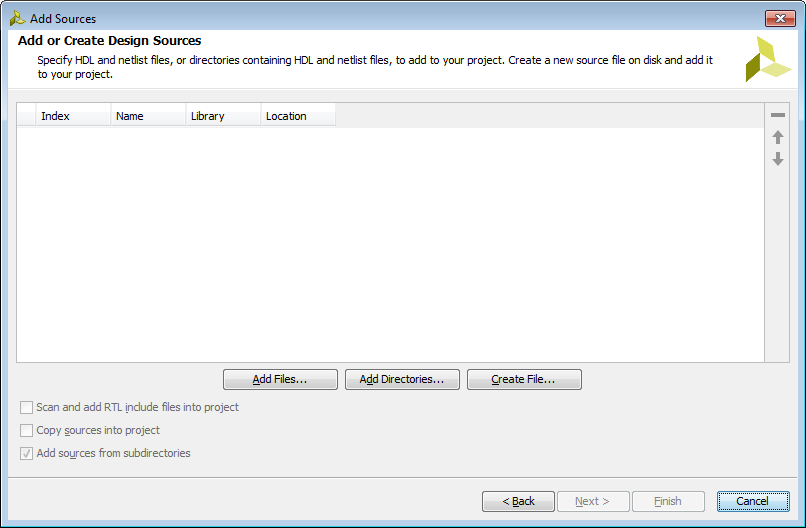 Add Sources
Add or Create Design Sources
Specify HDL and netlist files, or directories containing HDL and netlist files, to add to your project. Create a new source file on disk and add it
to your project.
Index Name Library Location
Add Files... Add Directories... Create File...
Scan and add RTL include files into project
Copy sources into project
Add sources from subdirectories
< Back Next > Finish Cancel